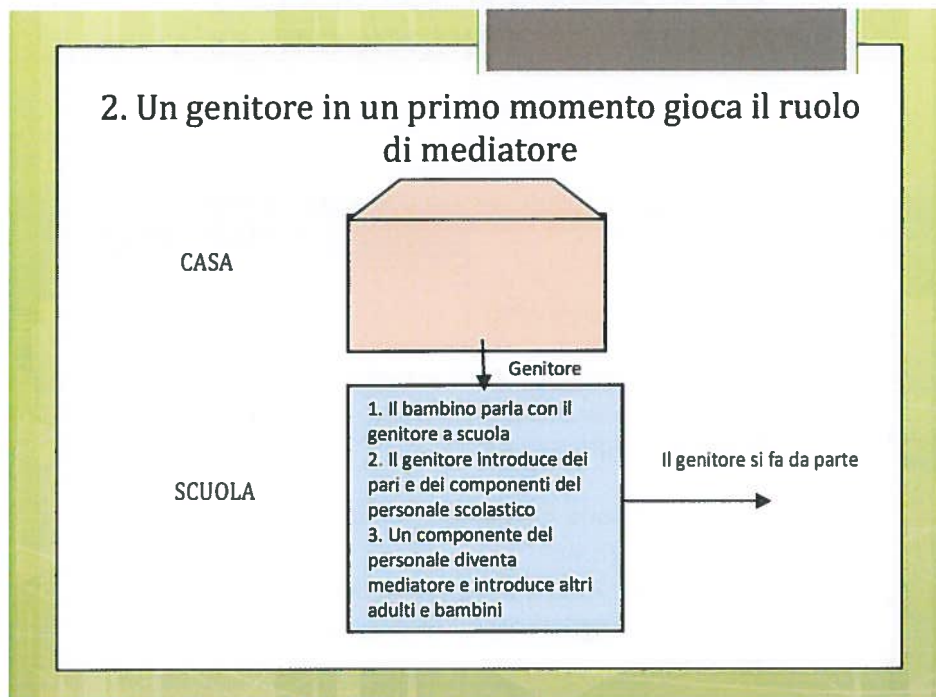 2. Un genitore in un primo momento gioca il ruolo
di mediatore
CASA
Genitore
1. Il bambino parla con il
genitore a scuola
2. Il genitore introduce dei
pari e dei componenti del
personale scolastico
3. Un componente del
personale diventa
mediatore e introduce altri
adulti e bambini
SCUOLA
Il genitore si fa da parte